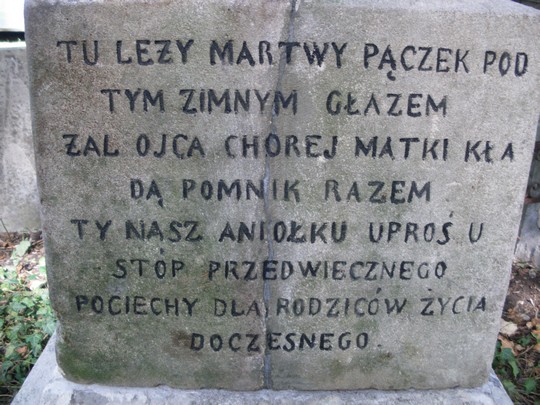 TU LEZY MARTWY PĄCZEK POD
TYM ZIMNYM GŁAZEM
ŻAL OJCA CHOREJ MATKI KŁA
DĄ POMNIK RAZEM
TY NASZ ANIOŁKU UPROŚ U
STÓP PRZEDWIECZNEGO
POCIECHY DLA RODZICÓW ŻYCIA
DOCZESNEGO.